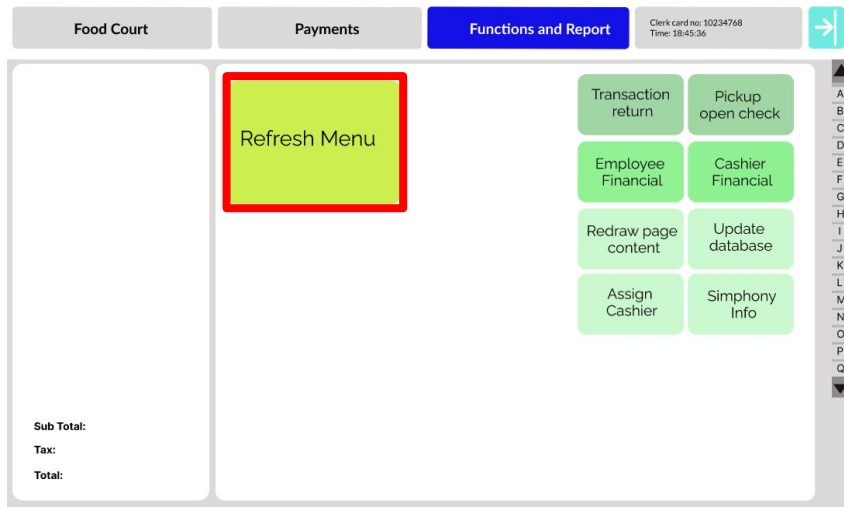 Food Court
Payments
Functions and Report
Clerk card no: 10234768
Time: 18:45:36
Refresh Menu
Transaction
return
Pickup
open check
Employee
Financial
Cashier
Financial
Redraw page
content
Update
database
Assign
Cashier
Simphony
Info
A
B
C
D
E
F
G
H
I
J
K
L
M
N
O
P
Q
Sub Total:
Tax:
Total: